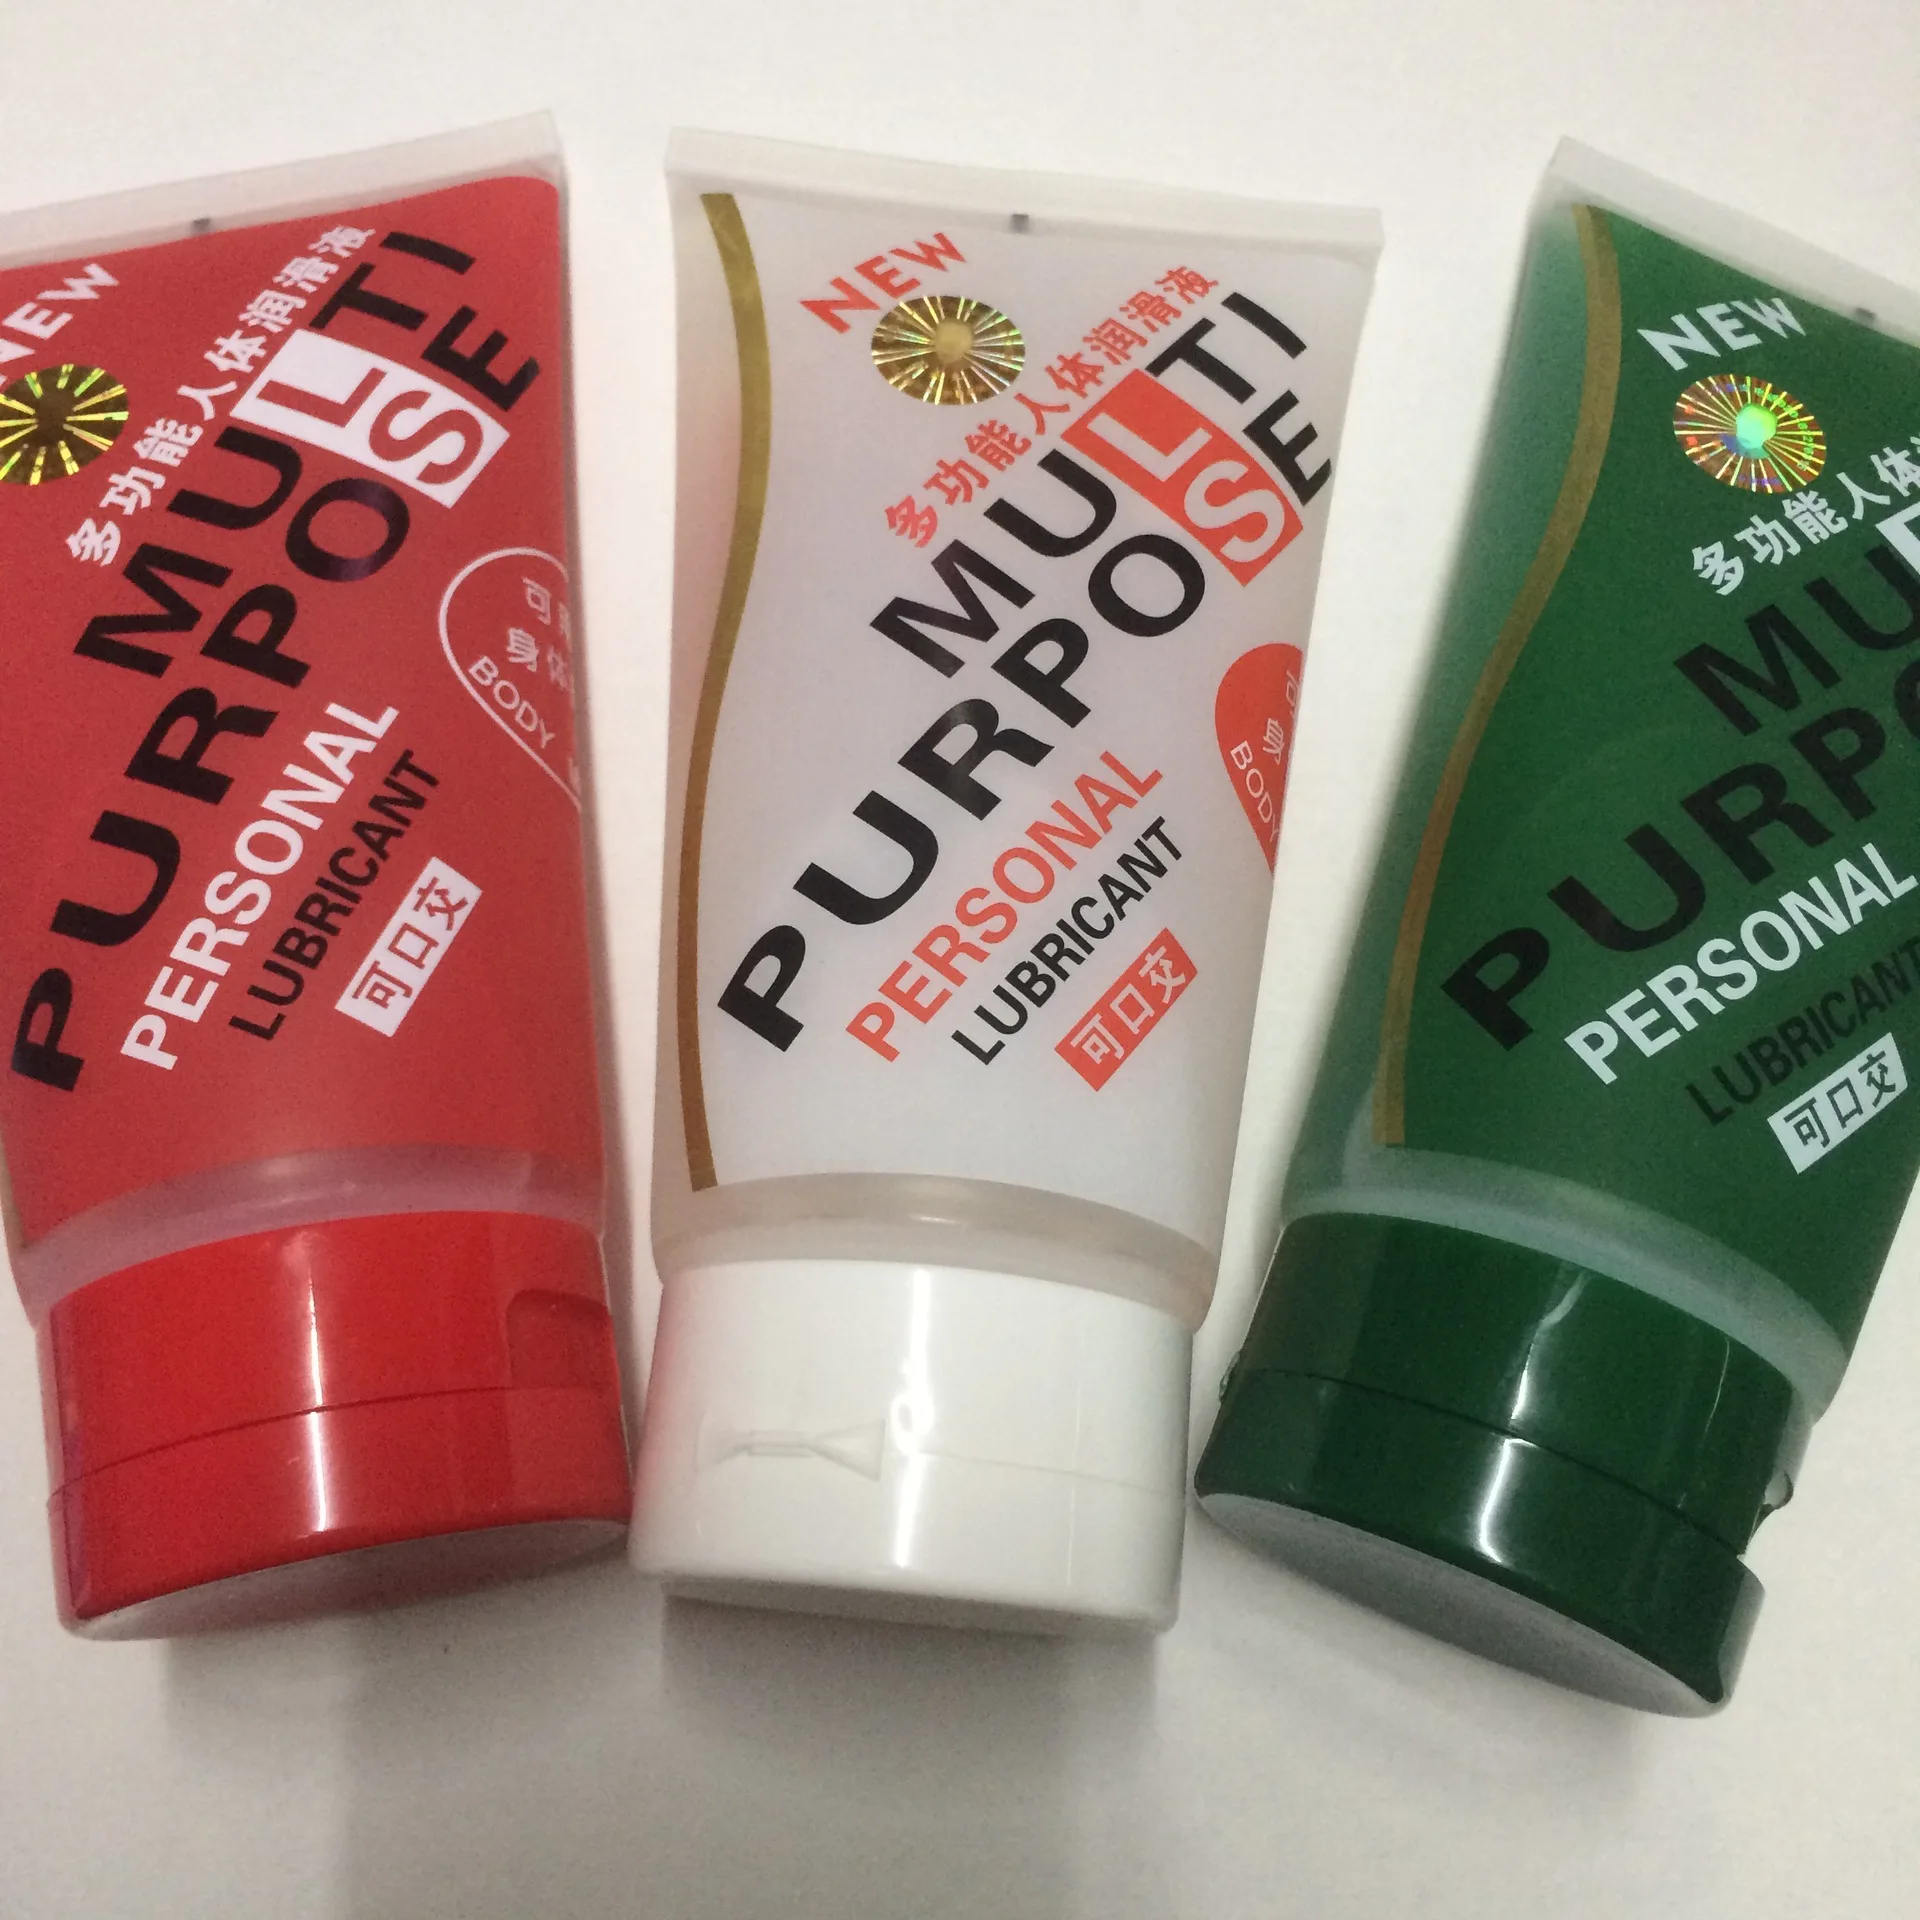 NEW
多功能人体润滑液
MULTI
PURPOSE
PERSONAL
LUBRICANT
可口交
BODY
NEW
多功能人体润滑液
MULTI
PURPOSE
PERSONAL
LUBRICANT
可口交
BODY
NEW
多功能人体
MU
PURPO
PERSONAL
LUBRICANT
可口交